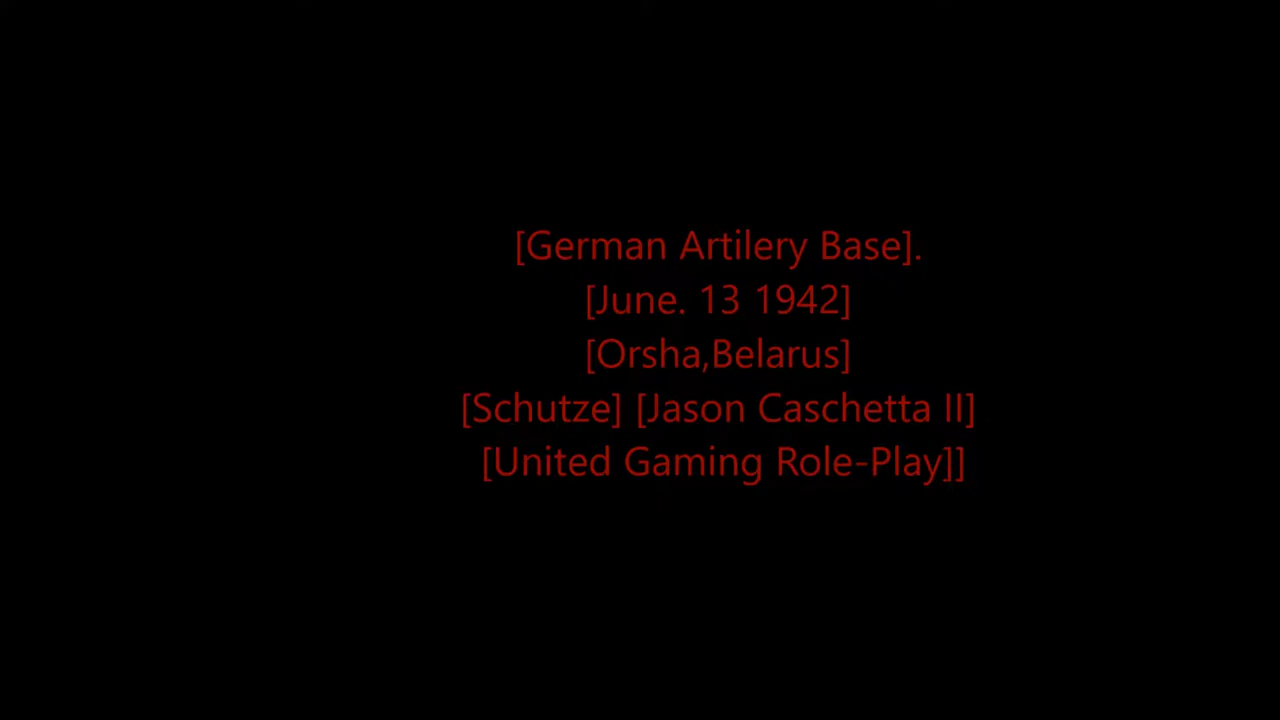 [German Artilery Base].
[June. 13 1942]
[Orsha,Belarus]
[Schutze] [Jason Caschetta II]
[United Gaming Role-Play]]